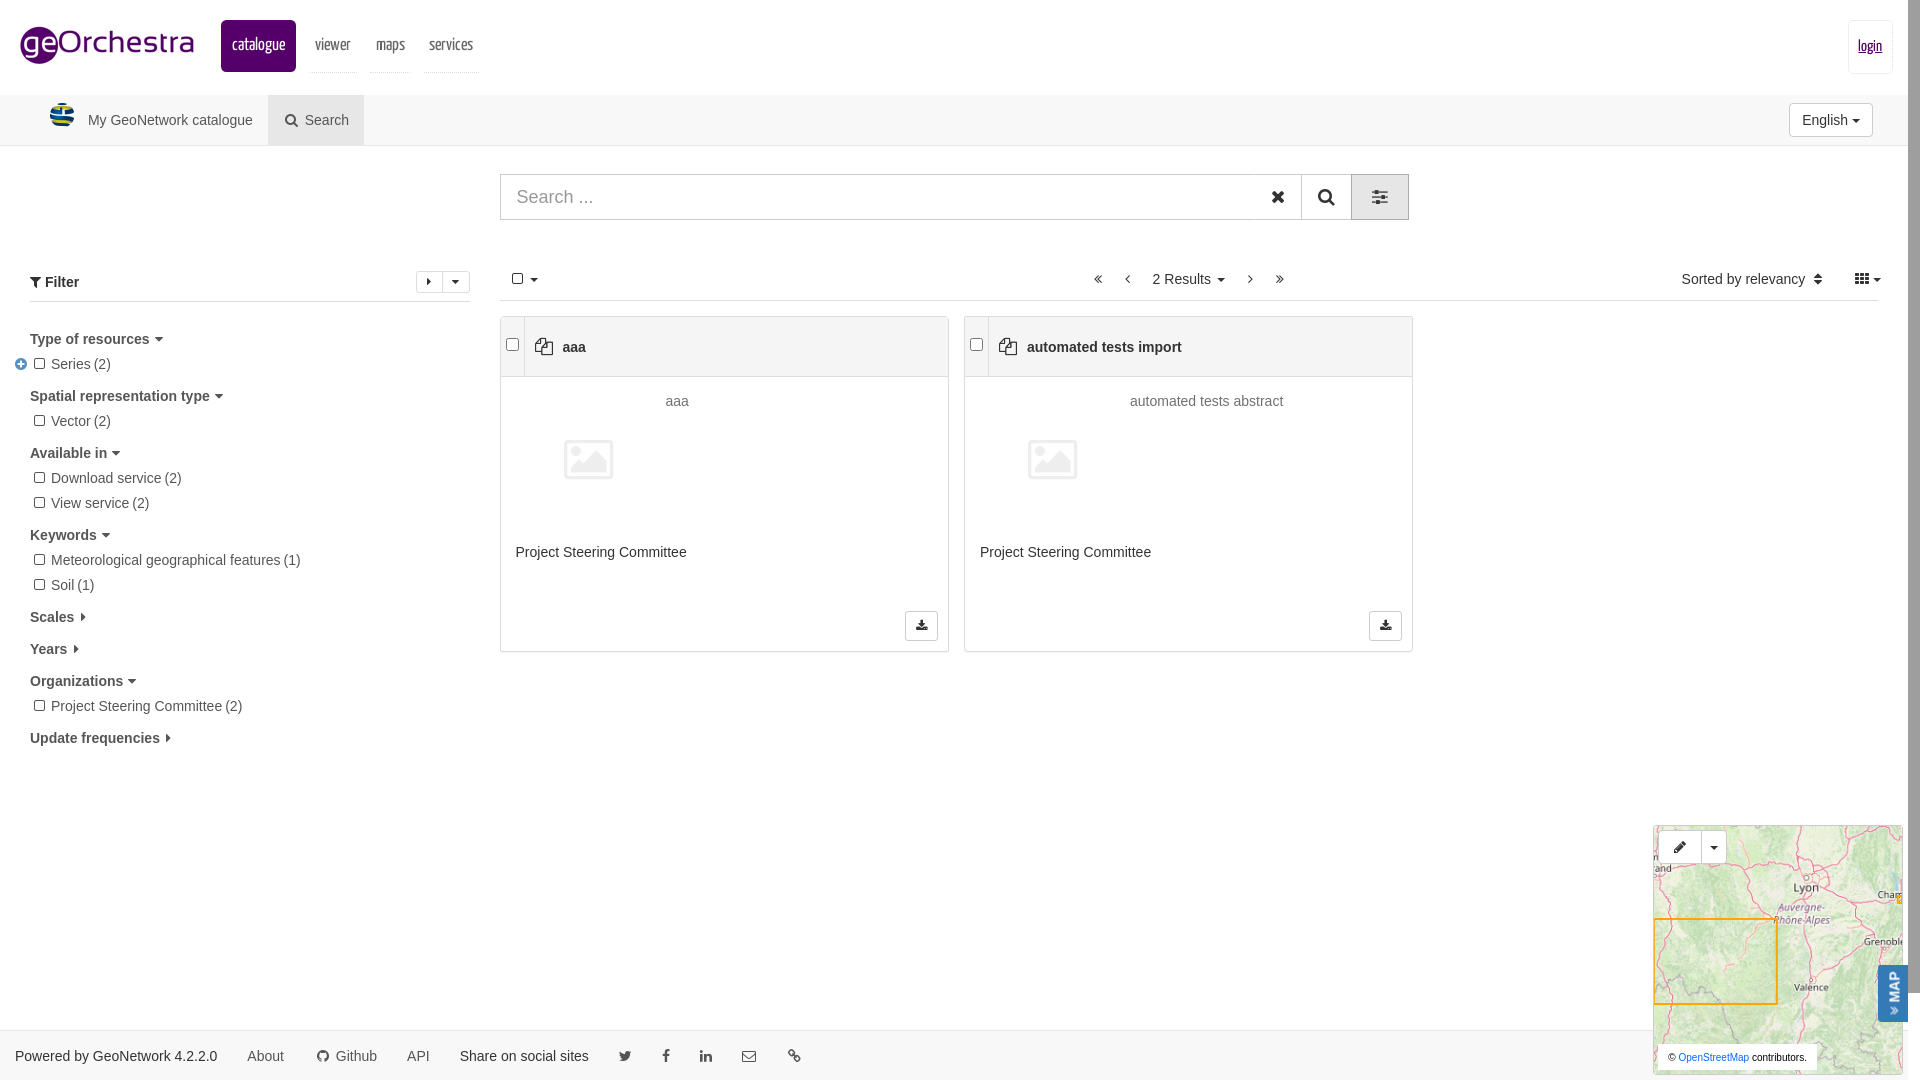 geOrchestra
catalogue
viewer
maps
services
login
My GeoNetwork catalogue
Search
English
Search ...
Filter
2 Results
Sorted by relevancy
Type of resources
Series (2)
Spatial representation type
Vector (2)
Available in
Download service (2)
View service (2)
Keywords
Meteorological geographical features (1)
Soil (1)
Scales
Years
Organizations
Project Steering Committee (2)
Update frequencies
aaa
aaa
Project Steering Committee
automated tests import
automated tests abstract
Project Steering Committee
Lyon
Auvergne-
Rhône-Alpes
Valence
MAP
© OpenStreetMap contributors.
Powered by GeoNetwork 4.2.2.0
About
Github
API
Share on social sites